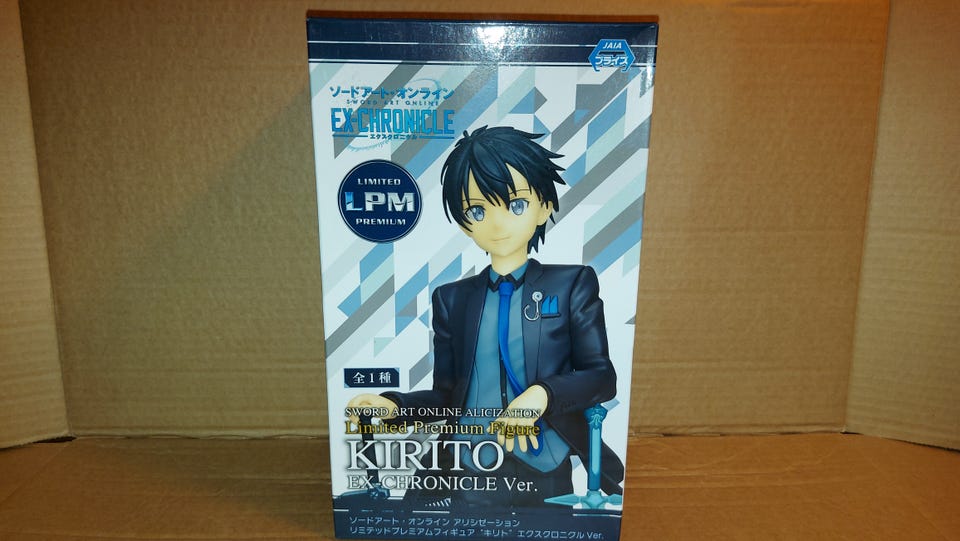 JAIA
プライズ
ソードアート・オンライン
SWORD ART ONLINE
EX-CHRONICLE
エクスクロニクル
LIMITED
LPM
PREMIUM
全1種
SWORD ART ONLINE ALICIZATION
Limited Premium Figure
KIRITO
EX-CHRONICLE Ver.
ソードアート・オンライン アリシゼーション
リミテッドプレミアムフィギュア “キリト” エクスクロニクル Ver.